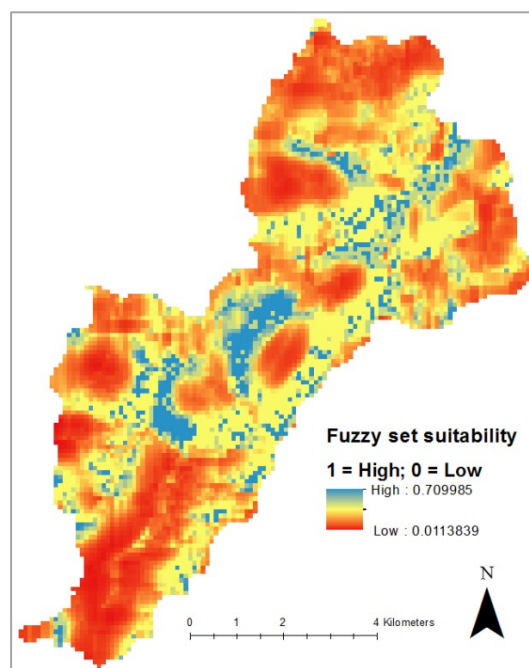 Fuzzy set suitability
1 = High; 0 = Low
High : 0.709985
Low : 0.0113839
N
0 1 2 4 Kilometers